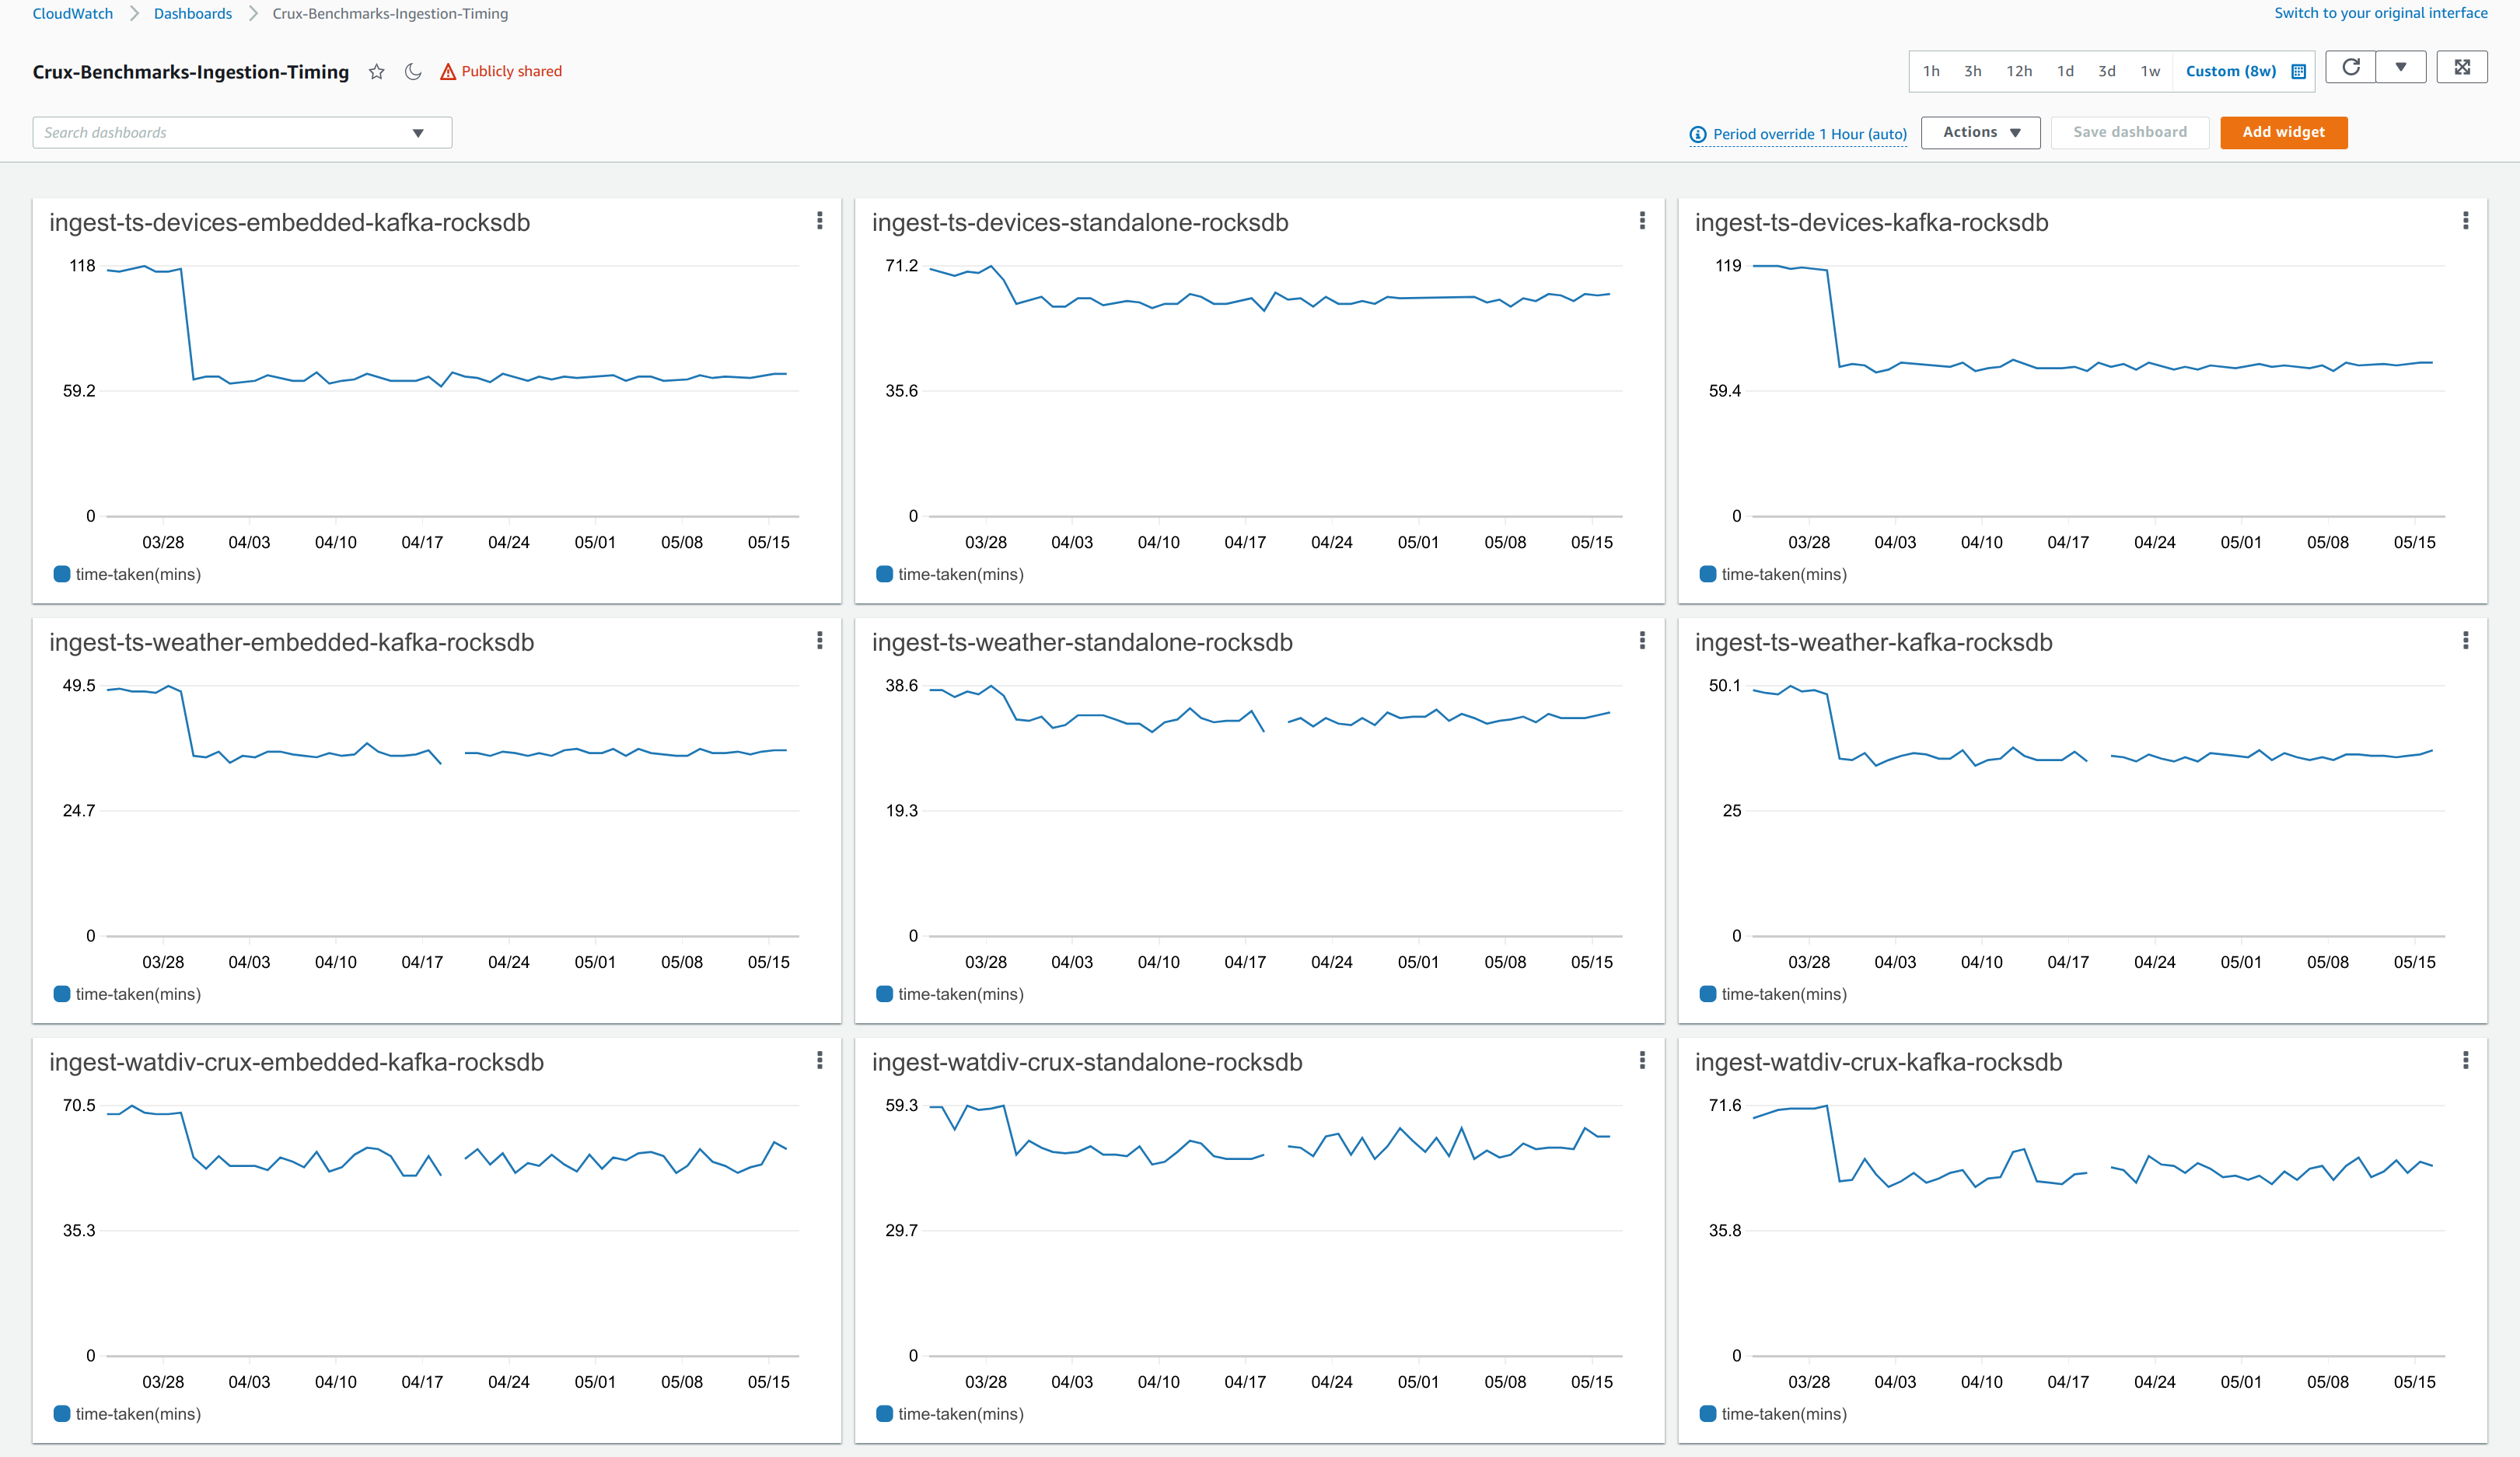 CloudWatch Dashboards Crux-Benchmarks-Ingestion-Timing
Switch to your original interface
Crux-Benchmarks-Ingestion-Timing
Publicly shared
1h 3h 12h 1d 3d 1w Custom (8w)
Search dashboards
Period override 1 Hour (auto)
Actions
Save dashboard
Add widget
ingest-ts-devices-embedded-kafka-rocksdb
118
59.2
0
03/28 04/03 04/10 04/17 04/24 05/01 05/08 05/15
time-taken(mins)
ingest-ts-devices-standalone-rocksdb
71.2
35.6
0
03/28 04/03 04/10 04/17 04/24 05/01 05/08 05/15
time-taken(mins)
ingest-ts-devices-kafka-rocksdb
119
59.4
0
03/28 04/03 04/10 04/17 04/24 05/01 05/08 05/15
time-taken(mins)
ingest-ts-weather-embedded-kafka-rocksdb
49.5
24.7
0
03/28 04/03 04/10 04/17 04/24 05/01 05/08 05/15
time-taken(mins)
ingest-ts-weather-standalone-rocksdb
38.6
19.3
0
03/28 04/03 04/10 04/17 04/24 05/01 05/08 05/15
time-taken(mins)
ingest-ts-weather-kafka-rocksdb
50.1
25
0
03/28 04/03 04/10 04/17 04/24 05/01 05/08 05/15
time-taken(mins)
ingest-watdiv-crux-embedded-kafka-rocksdb
70.5
35.3
0
03/28 04/03 04/10 04/17 04/24 05/01 05/08 05/15
time-taken(mins)
ingest-watdiv-crux-standalone-rocksdb
59.3
29.7
0
03/28 04/03 04/10 04/17 04/24 05/01 05/08 05/15
time-taken(mins)
ingest-watdiv-crux-kafka-rocksdb
71.6
35.8
0
03/28 04/03 04/10 04/17 04/24 05/01 05/08 05/15
time-taken(mins)